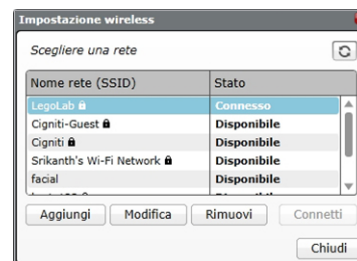 Impostazione wireless
Scegliere una rete
Nome rete (SSID) Stato
LegoLab Connesso
Cigniti-Guest Disponibile
Cigniti Disponibile
Srikanth's Wi-Fi Network Disponibile
facial Disponibile
Aggiungi Modifica Rimuovi Connetti
Chiudi